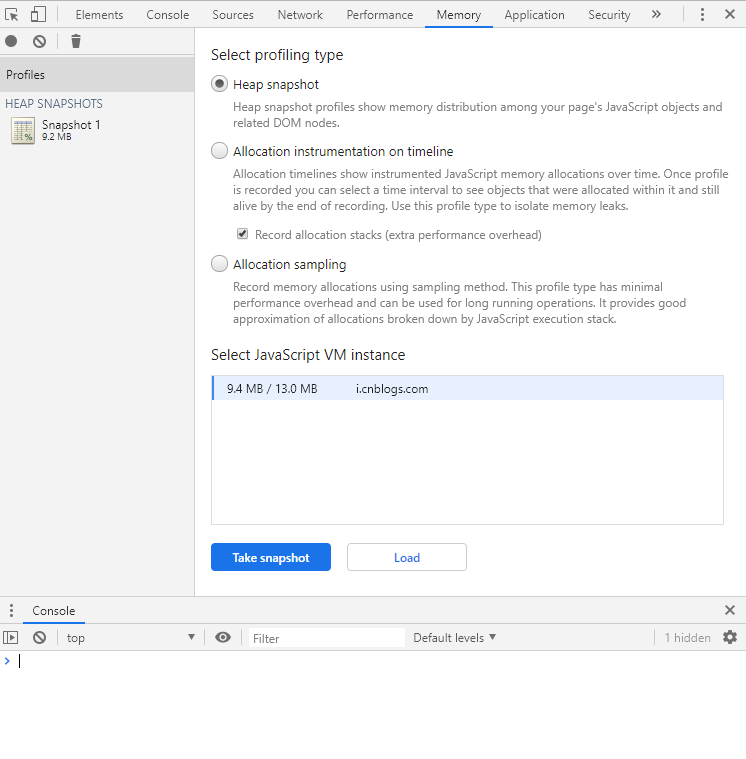 Elements Console Sources Network Performance Memory Application Security »
Profiles
HEAP SNAPSHOTS
Snapshot 1
9.2 MB
Select profiling type
Heap snapshot
Heap snapshot profiles show memory distribution among your page's JavaScript objects and
related DOM nodes.
Allocation instrumentation on timeline
Allocation timelines show instrumented JavaScript memory allocations over time. Once profile
is recorded you can select a time interval to see objects that were allocated within it and still
alive by the end of recording. Use this profile type to isolate memory leaks.
Record allocation stacks (extra performance overhead)
Allocation sampling
Record memory allocations using sampling method. This profile type has minimal
performance overhead and can be used for long running operations. It provides good
approximation of allocations broken down by JavaScript execution stack.
Select JavaScript VM instance
9.4 MB / 13.0 MB i.cnblogs.com
Take snapshot Load
Console
top Filter Default levels 1 hidden